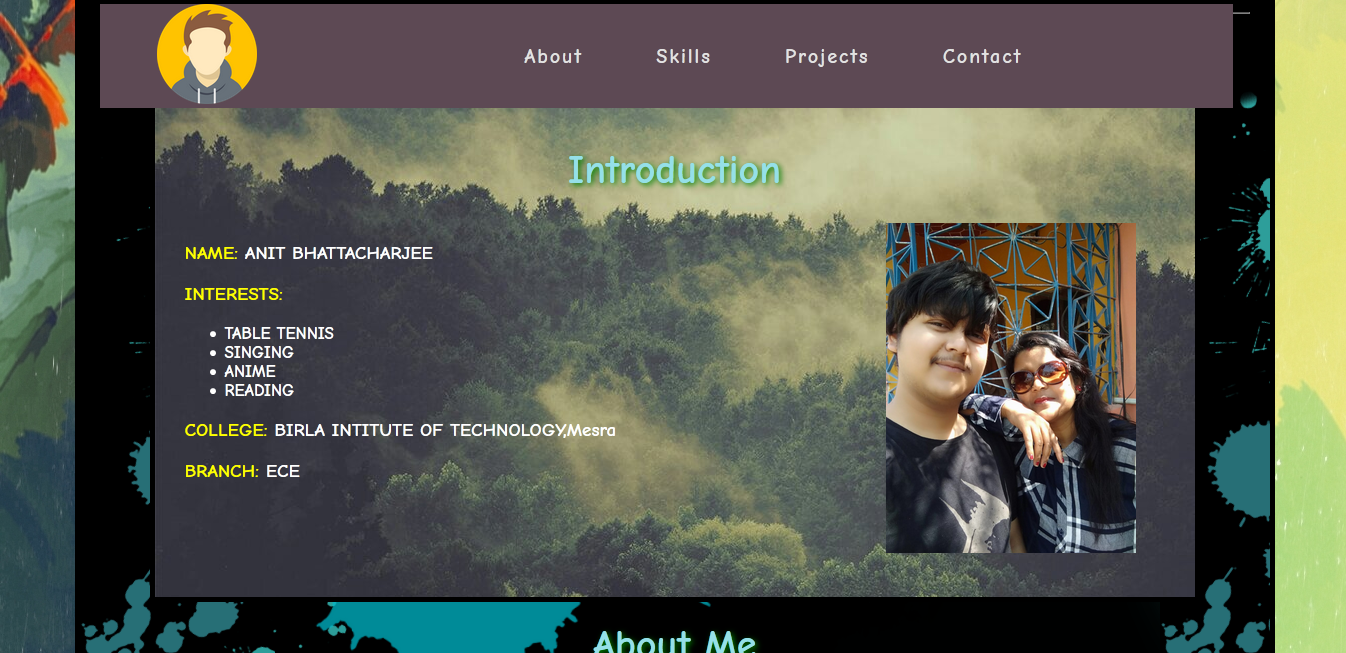 About Skills Projects Contact
Introduction
NAME: ANIT BHATTACHARJEE
INTERESTS:
TABLE TENNIS
SINGING
ANIME
READING
COLLEGE: BIRLA INTITUTE OF TECHNOLOGY,Mesra
BRANCH: ECE
About Me